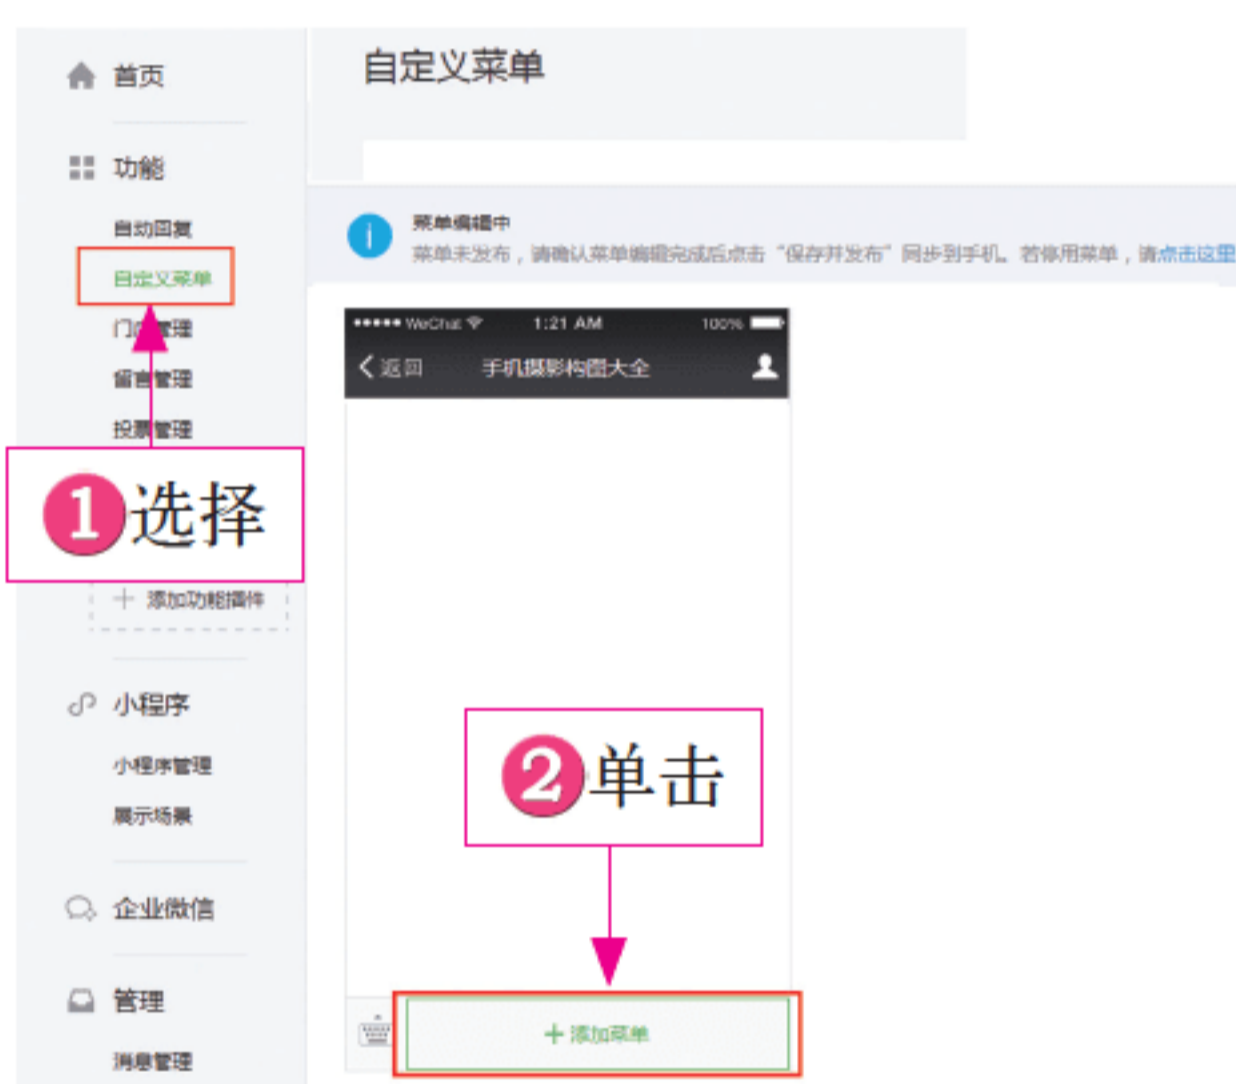 首页
功能
自动回复
自定义菜单
门店管理
留言管理
投票管理
1选择
+ 添加功能插件
小程序
小程序管理
展示场景
企业微信
管理
消息管理
自定义菜单
菜单编辑中
菜单未发布，请确认菜单编辑完成后点击“保存并发布”同步到手机。若停用菜单，请点击这里
WeChat 1:21 AM 100%
返回 手机摄影构图大全
2单击
+ 添加菜单